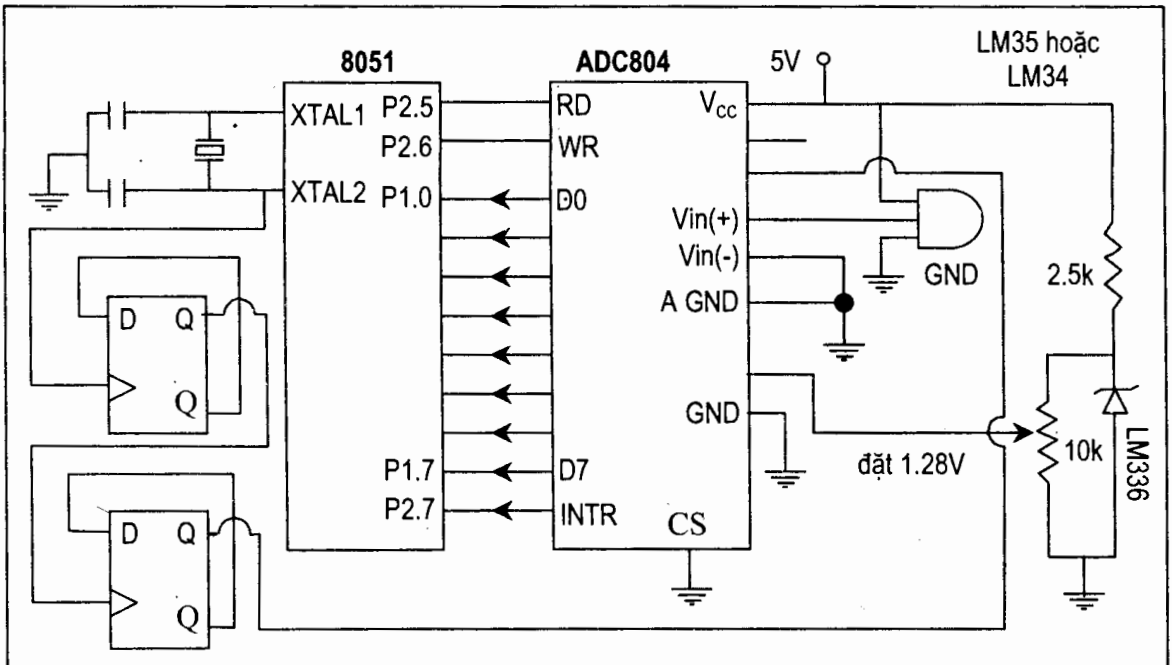 8051
ADC804
5V
LM35 hoặc
LM34
XTAL1
P2.5
RD
V_CC
P2.6
WR
XTAL2
P1.0
D0
Vin(+)
Vin(-)
GND
2.5k
A GND
D
Q
Q
GND
đặt 1.28V
10k
LM336
P1.7
D7
P2.7
INTR
CS
D
Q
Q